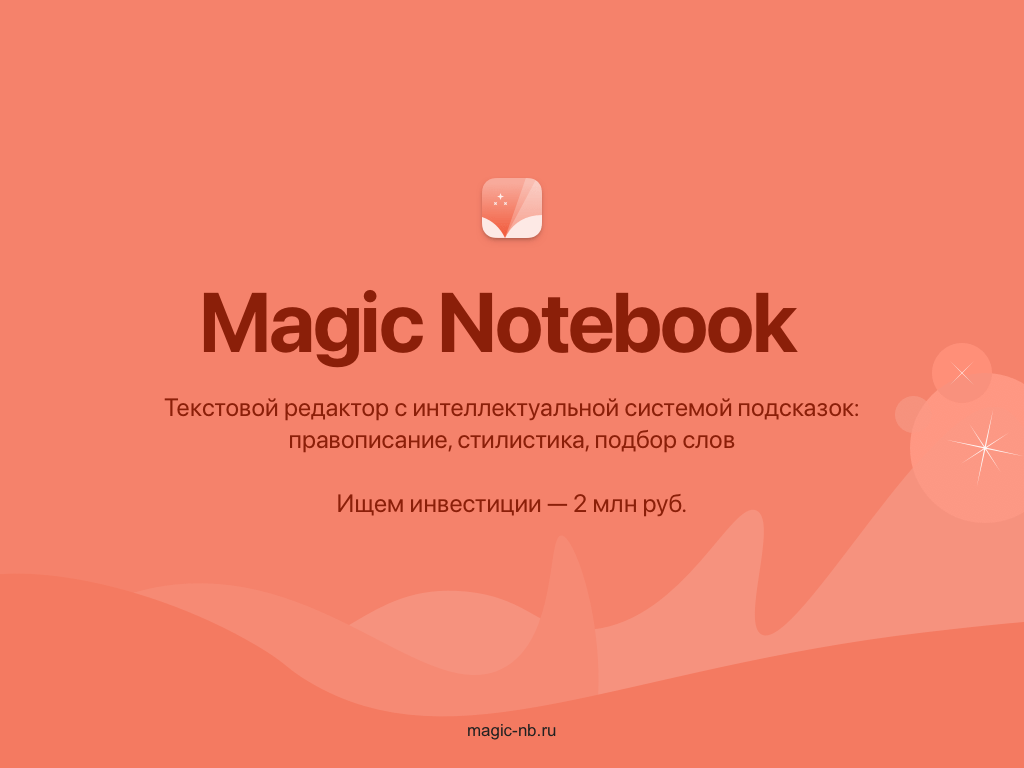 Magic Notebook
Текстовой редактор с интеллектуальной системой подсказок:
правописание, стилистика, подбор слов
Ищем инвестиции — 2 млн руб.
magic-nb.ru